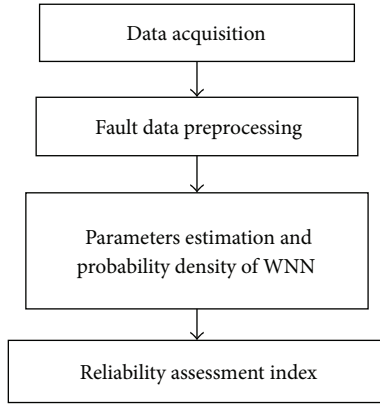 Data acquisition
Fault data preprocessing
Parameters estimation and
probability density of WNN
Reliability assessment index